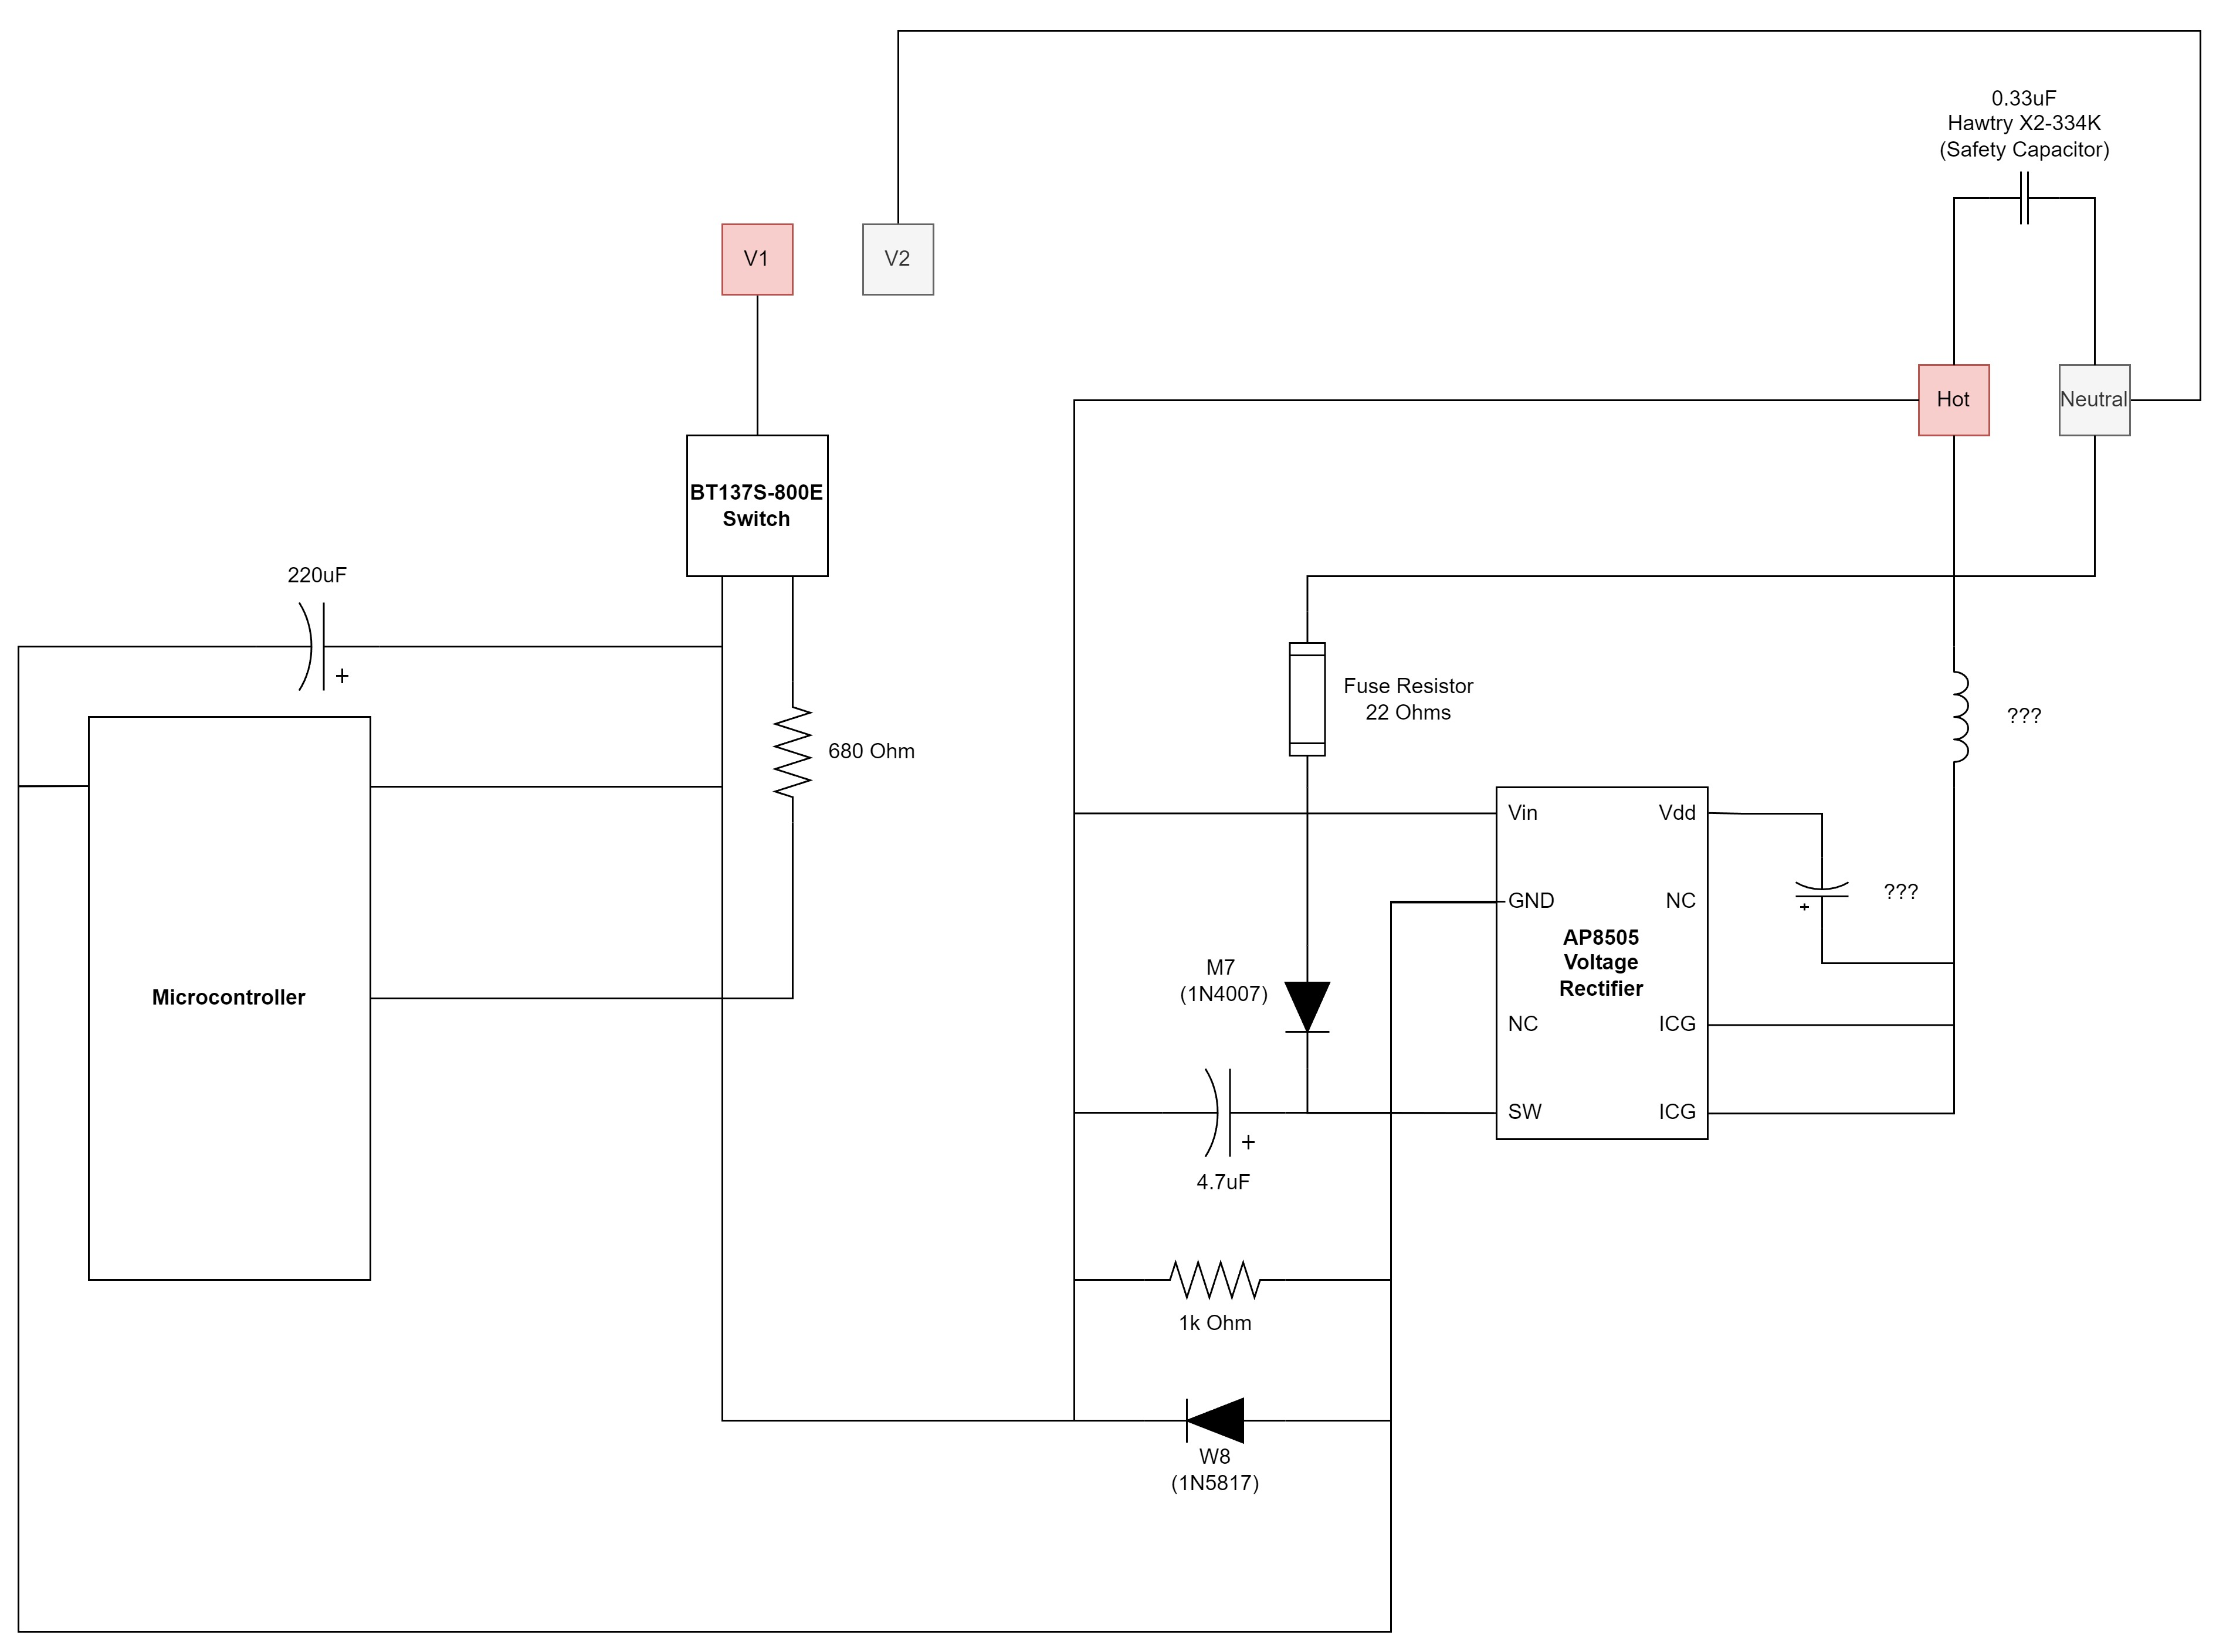 0.33uF
Hawtry X2-334K
(Safety Capacitor)
V1
V2
Hot
Neutral
BT137S-800E
Switch
220uF
+
680 Ohm
Fuse Resistor
22 Ohms
???
Microcontroller
Vin
Vdd
GND
NC
???
+
AP8505
Voltage
Rectifier
M7
(1N4007)
NC
ICG
SW
ICG
+
4.7uF
1k Ohm
W8
(1N5817)